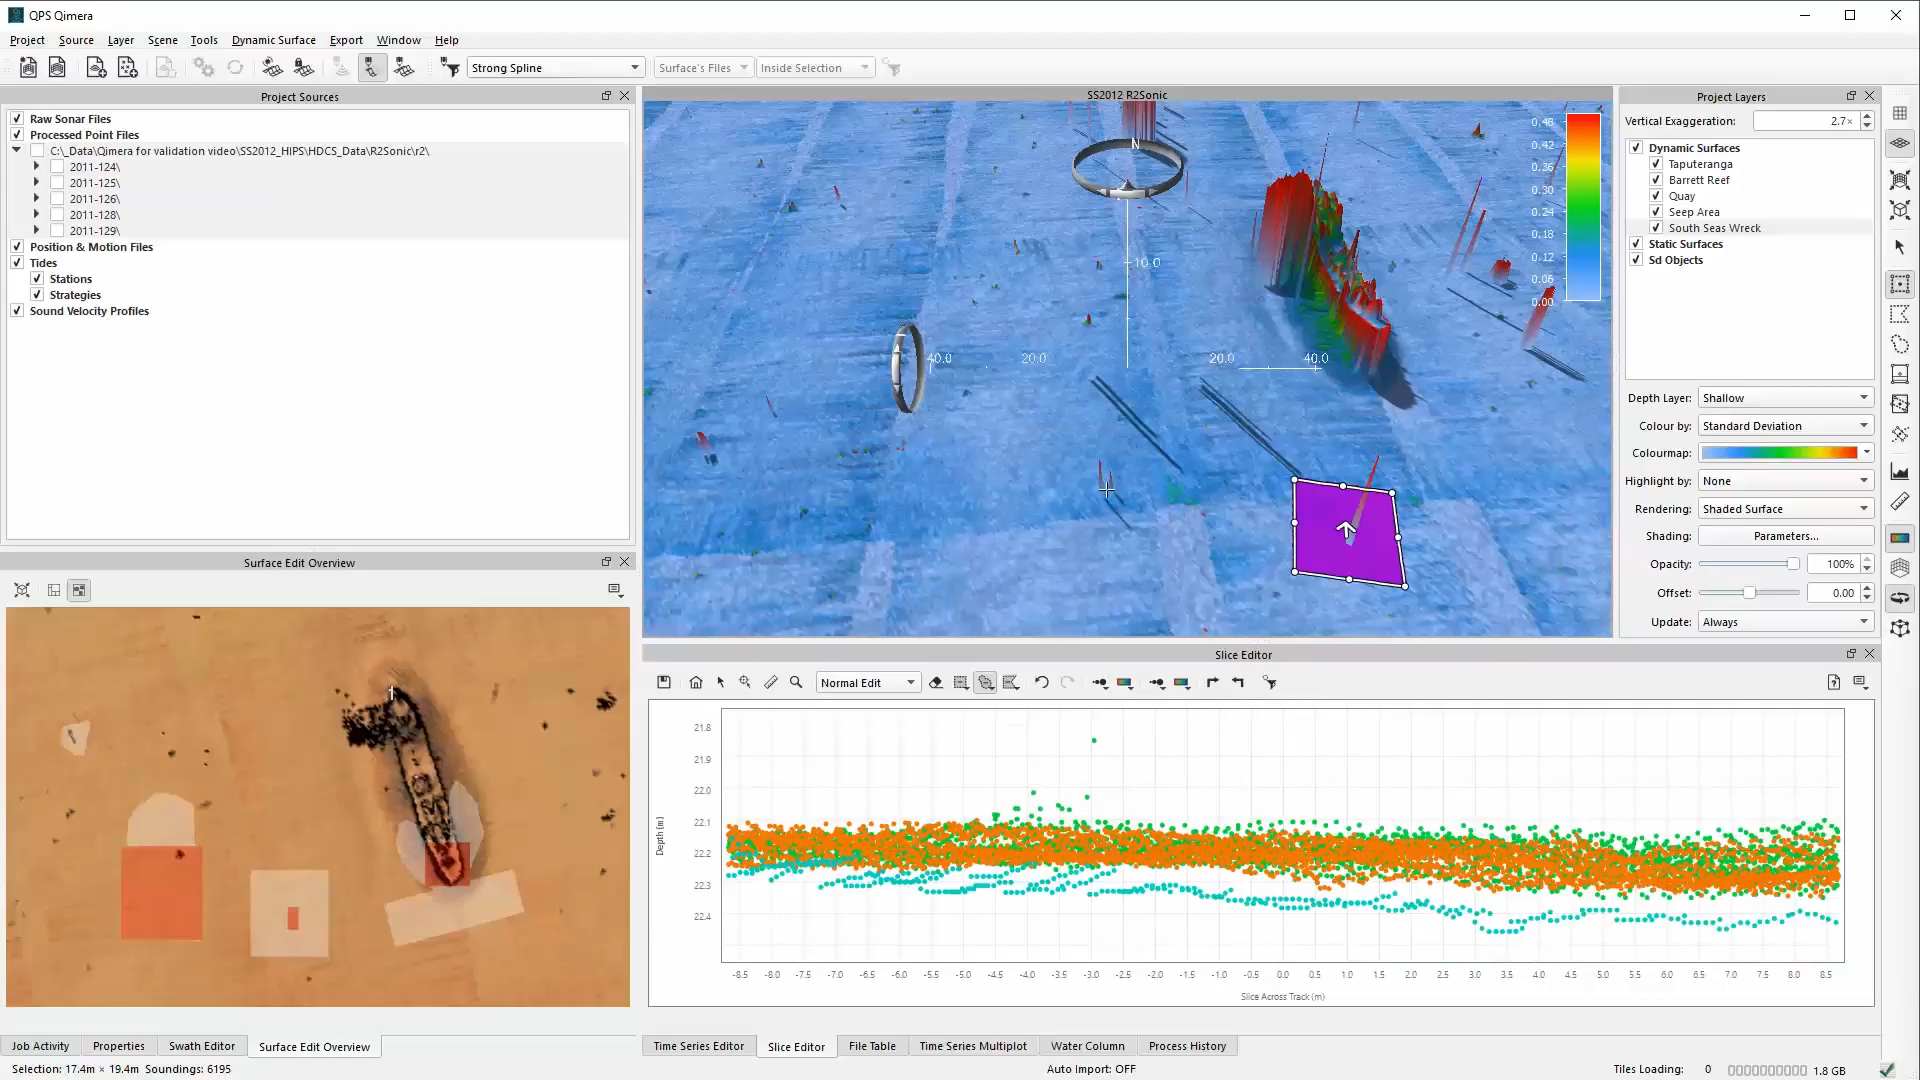 QPS Qimera
Project Source Layer Scene Tools Dynamic Surface Export Window Help
Strong Spline Surface's Files Inside Selection
Project Sources
Raw Sonar Files
Processed Point Files
C:\_Data\Qimera for validation video\SS2012_HIPS\HDCS_Data\R2Sonic\r2\
2011-124\
2011-125\
2011-126\
2011-128\
2011-129\
Position & Motion Files
Tides
Stations
Strategies
Sound Velocity Profiles
SS2012 R2Sonic
N
10.0
40.0 20.0 20.0 40.0
0.48
0.42
0.36
0.30
0.24
0.18
0.12
0.06
0.00
Project Layers
Vertical Exaggeration: 2.7×
Dynamic Surfaces
Taputeranga
Barrett Reef
Quay
Seep Area
South Seas Wreck
Static Surfaces
Sd Objects
Depth Layer: Shallow
Colour by: Standard Deviation
Colourmap:
Highlight by: None
Rendering: Shaded Surface
Shading: Parameters...
Opacity: 100%
Offset: 0.00
Update: Always
Surface Edit Overview
Slice Editor
Normal Edit
21.8
21.9
22.0
22.1
22.2
22.3
22.4
Depth (m)
-8.5 -8.0 -7.5 -7.0 -6.5 -6.0 -5.5 -5.0 -4.5 -4.0 -3.5 -3.0 -2.5 -2.0 -1.5 -1.0 -0.5 0.0 0.5 1.0 1.5 2.0 2.5 3.0 3.5 4.0 4.5 5.0 5.5 6.0 6.5 7.0 7.5 8.0 8.5
Slice Across Track (m)
Job Activity Properties Swath Editor Surface Edit Overview
Time Series Editor Slice Editor File Table Time Series Multiplot Water Column Process History
Selection: 17.4m × 19.4m Soundings: 6195
Auto Import: OFF
Tiles Loading: 0 1.8 GB